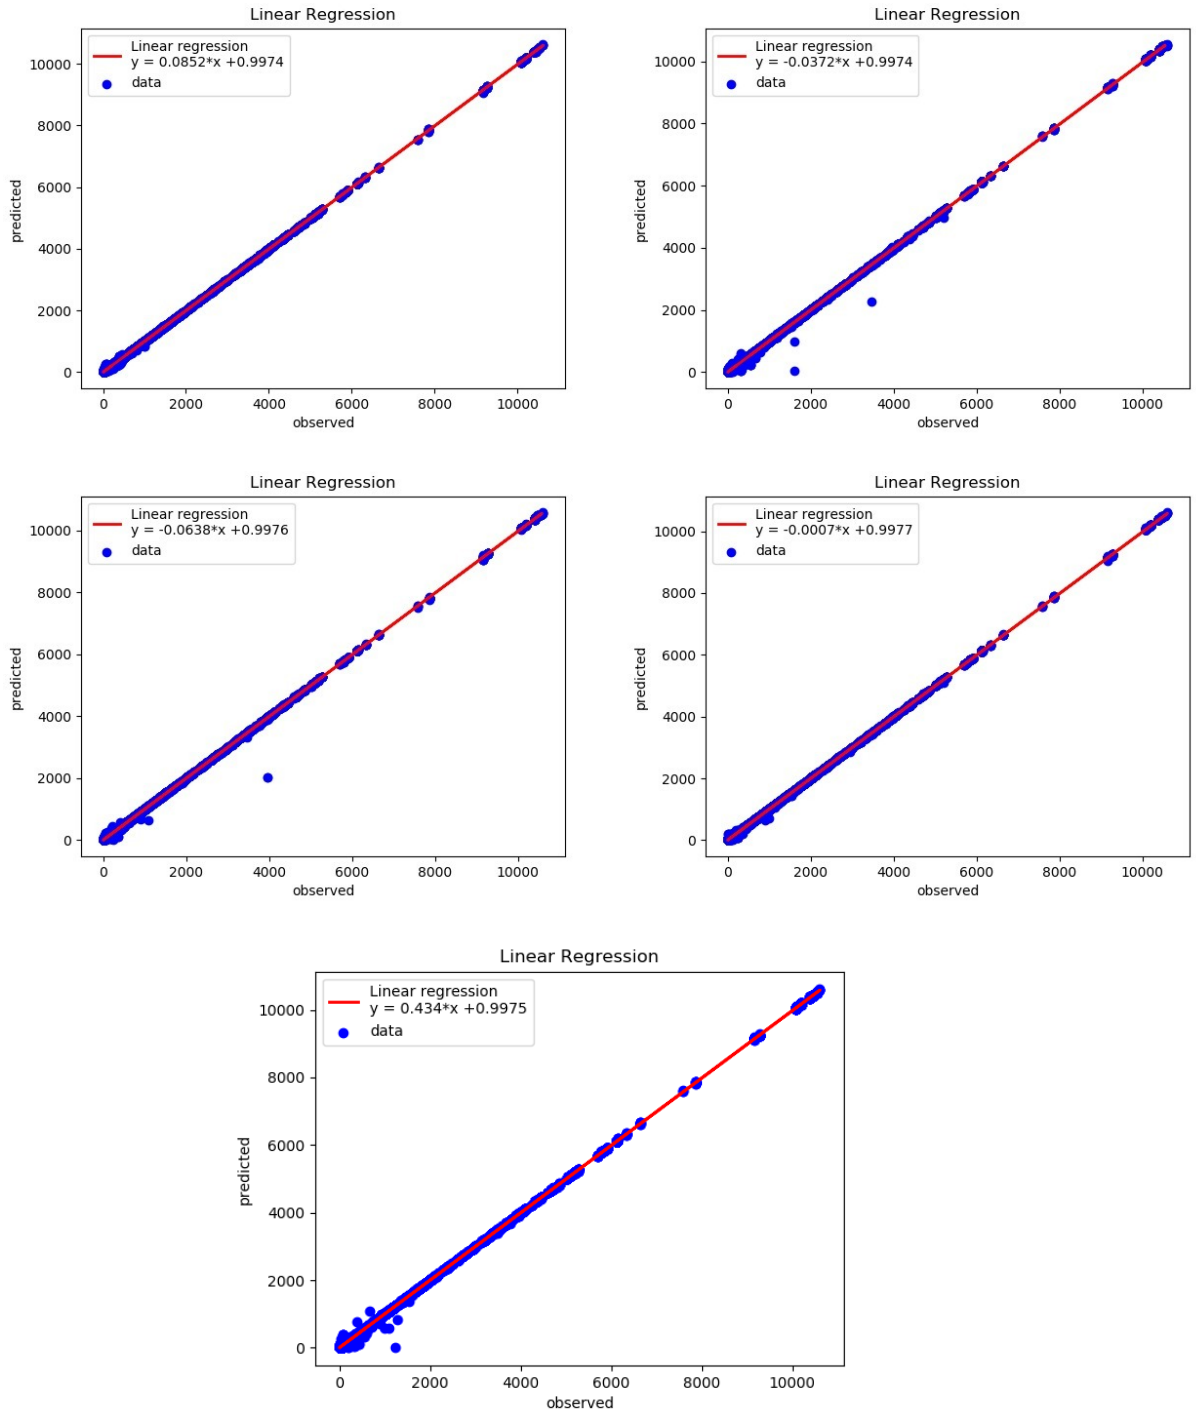 Linear Regression
Linear regression
y = 0.0852*x +0.9974
data
10000
8000
6000
4000
2000
0
predicted
0 2000 4000 6000 8000 10000
observed
Linear Regression
Linear regression
y = -0.0372*x +0.9974
data
10000
8000
6000
4000
2000
0
predicted
0 2000 4000 6000 8000 10000
observed
Linear Regression
Linear regression
y = -0.0638*x +0.9976
data
10000
8000
6000
4000
2000
0
predicted
0 2000 4000 6000 8000 10000
observed
Linear Regression
Linear regression
y = -0.0007*x +0.9977
data
10000
8000
6000
4000
2000
0
predicted
0 2000 4000 6000 8000 10000
observed
Linear Regression
Linear regression
y = 0.434*x +0.9975
data
10000
8000
6000
4000
2000
0
predicted
0 2000 4000 6000 8000 10000
observed